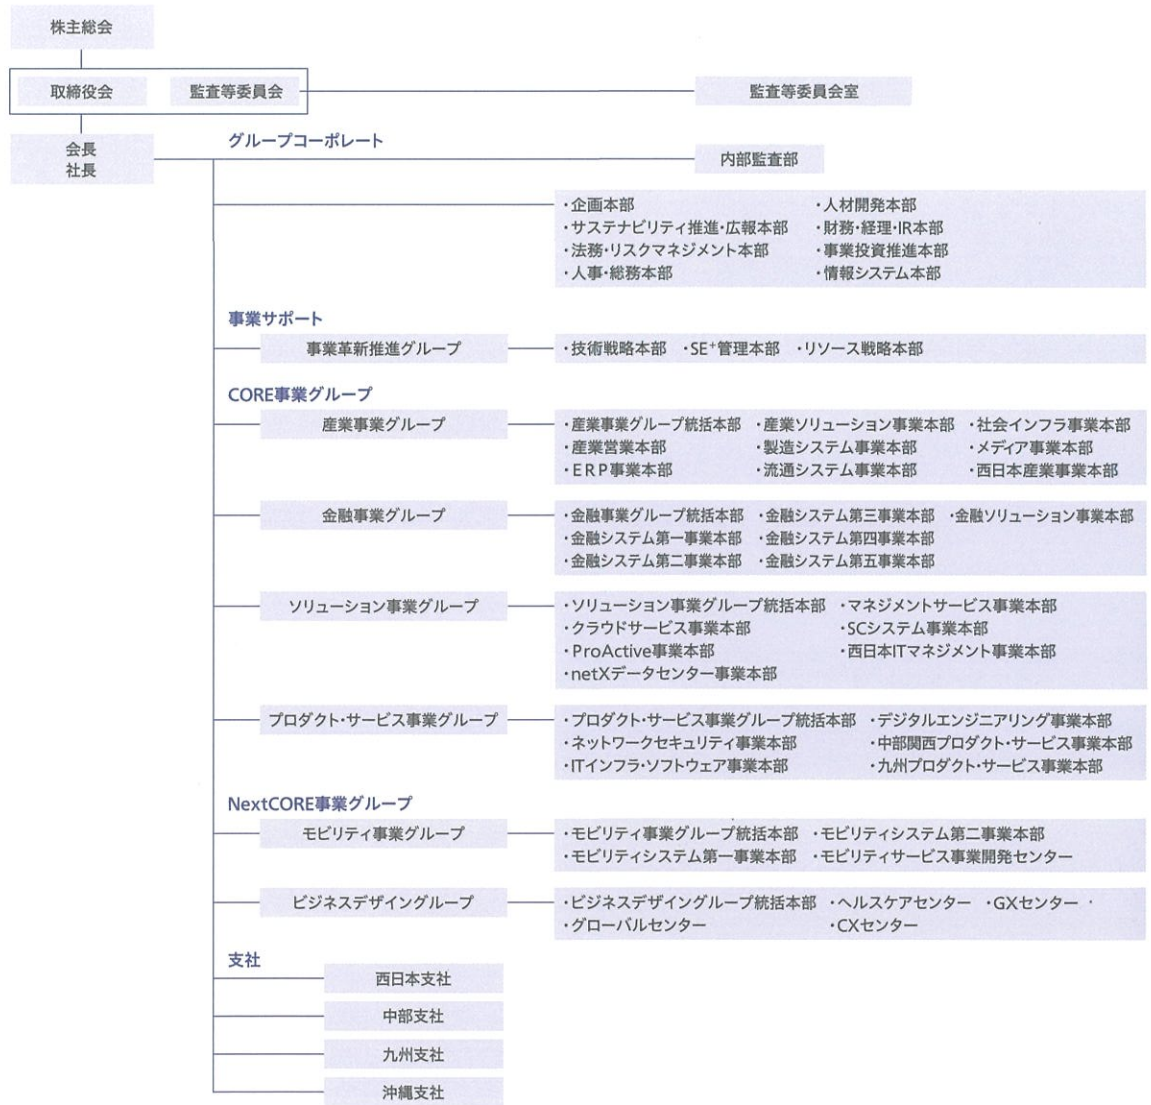 株主総会
取締役会 監査等委員会 監査等委員会室
会長
社長
グループコーポレート
内部監査部
・企画本部 ・人材開発本部
・サステナビリティ推進・広報本部 ・財務・経理・IR本部
・法務・リスクマネジメント本部 ・事業投資推進本部
・人事・総務本部 ・情報システム本部
事業サポート
事業革新推進グループ ・技術戦略本部 ・SE⁺管理本部 ・リソース戦略本部
CORE事業グループ
産業事業グループ ・産業事業グループ統括本部 ・産業ソリューション事業本部 ・社会インフラ事業本部
・産業営業本部 ・製造システム事業本部 ・メディア事業本部
・ERP事業本部 ・流通システム事業本部 ・西日本産業事業本部
金融事業グループ ・金融事業グループ統括本部 ・金融システム第三事業本部 ・金融ソリューション事業本部
・金融システム第一事業本部 ・金融システム第四事業本部
・金融システム第二事業本部 ・金融システム第五事業本部
ソリューション事業グループ ・ソリューション事業グループ統括本部 ・マネジメントサービス事業本部
・クラウドサービス事業本部 ・SCシステム事業本部
・ProActive事業本部 ・西日本ITマネジメント事業本部
・netXデータセンター事業本部
プロダクト・サービス事業グループ ・プロダクト・サービス事業グループ統括本部 ・デジタルエンジニアリング事業本部
・ネットワークセキュリティ事業本部 ・中部関西プロダクト・サービス事業本部
・ITインフラ・ソフトウェア事業本部 ・九州プロダクト・サービス事業本部
NextCORE事業グループ
モビリティ事業グループ ・モビリティ事業グループ統括本部 ・モビリティシステム第二事業本部
・モビリティシステム第一事業本部 ・モビリティサービス事業開発センター
ビジネスデザイングループ ・ビジネスデザイングループ統括本部 ・ヘルスケアセンター ・GXセンター
・グローバルセンター ・CXセンター
支社
西日本支社
中部支社
九州支社
沖縄支社